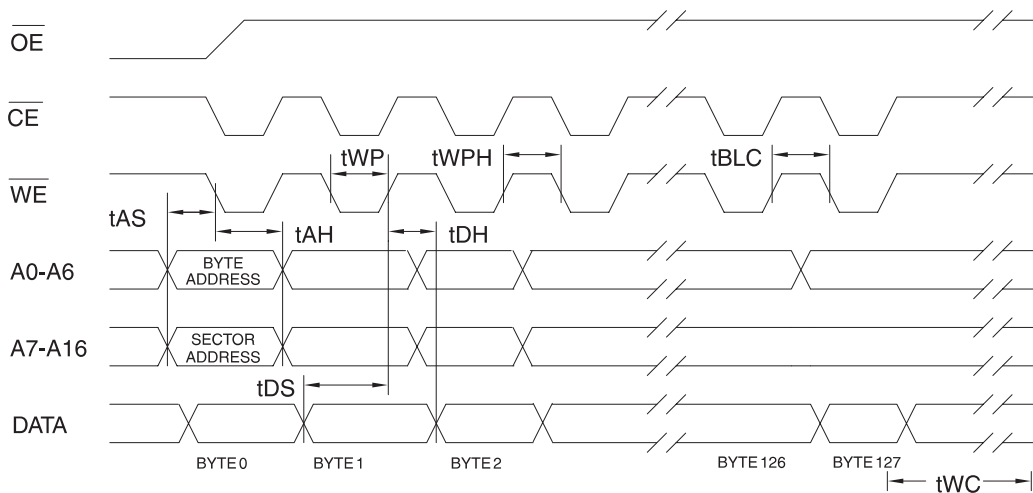 OE
CE
tWP
tWPH
tBLC
WE
tAS
tAH
tDH
A0-A6
BYTE
ADDRESS
A7-A16
SECTOR
ADDRESS
tDS
DATA
BYTE 0
BYTE 1
BYTE 2
BYTE 126
BYTE 127
tWC